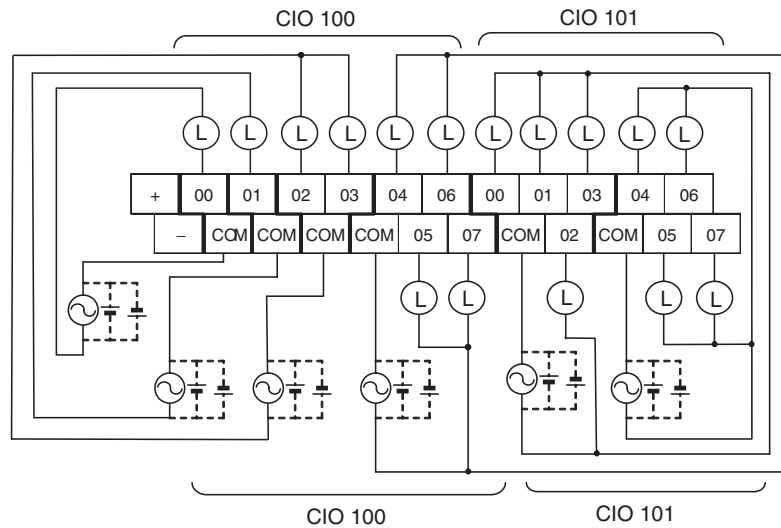 CIO 100 CIO 101
L L L L L L L L L L L
+ 00 01 02 03 04 06 00 01 03 04 06
− COM COM COM COM 05 07 COM 02 COM 05 07
L L L L L
CIO 100 CIO 101